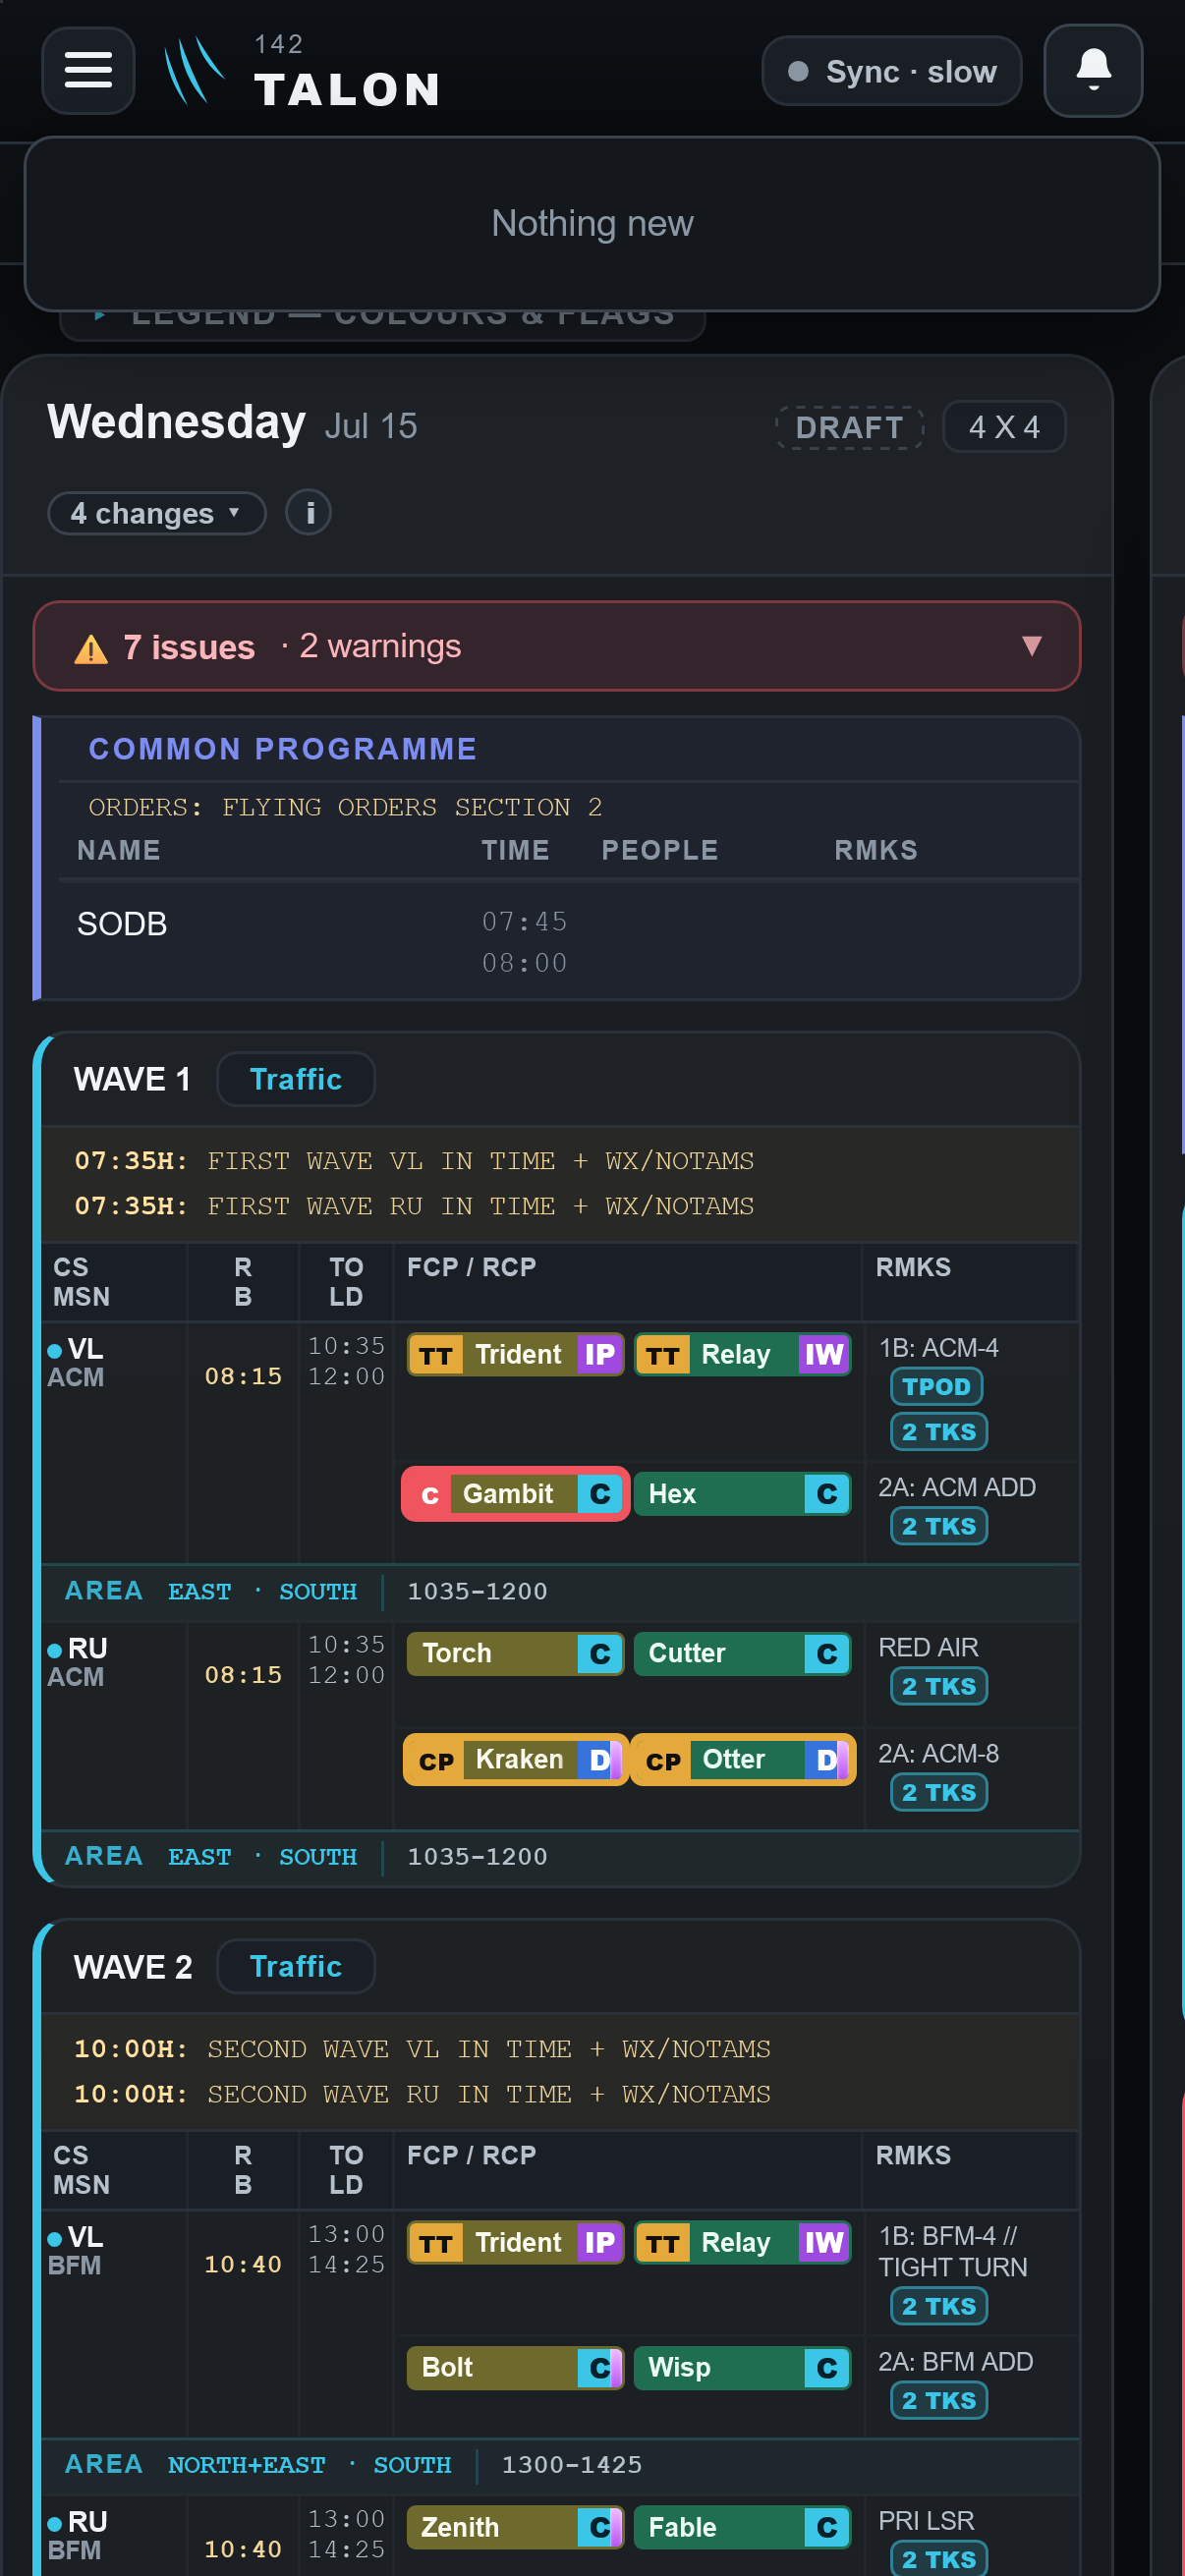 142
TALON
Sync · slow
Nothing new
LEGEND — COLOURS & FLAGS
Wednesday Jul 15 DRAFT 4 X 4
4 changes ▾ i
7 issues · 2 warnings ▼
COMMON PROGRAMME
ORDERS: FLYING ORDERS SECTION 2
NAME TIME PEOPLE RMKS
SODB 07:45
08:00
WAVE 1 Traffic
07:35H: FIRST WAVE VL IN TIME + WX/NOTAMS
07:35H: FIRST WAVE RU IN TIME + WX/NOTAMS
CS R TO FCP / RCP RMKS
MSN B LD
VL 10:35 TT Trident IP TT Relay IW 1B: ACM-4
ACM 08:15 12:00 TPOD
2 TKS
C Gambit C Hex C 2A: ACM ADD
2 TKS
AREA EAST · SOUTH 1035-1200
RU 10:35 Torch C Cutter C RED AIR
ACM 08:15 12:00 2 TKS
CP Kraken D CP Otter D 2A: ACM-8
2 TKS
AREA EAST · SOUTH 1035-1200
WAVE 2 Traffic
10:00H: SECOND WAVE VL IN TIME + WX/NOTAMS
10:00H: SECOND WAVE RU IN TIME + WX/NOTAMS
CS R TO FCP / RCP RMKS
MSN B LD
VL 13:00 TT Trident IP TT Relay IW 1B: BFM-4 //
BFM 10:40 14:25 TIGHT TURN
2 TKS
Bolt C Wisp C 2A: BFM ADD
2 TKS
AREA NORTH+EAST · SOUTH 1300-1425
RU 13:00 Zenith C Fable C PRI LSR
BFM 10:40 14:25 2 TKS